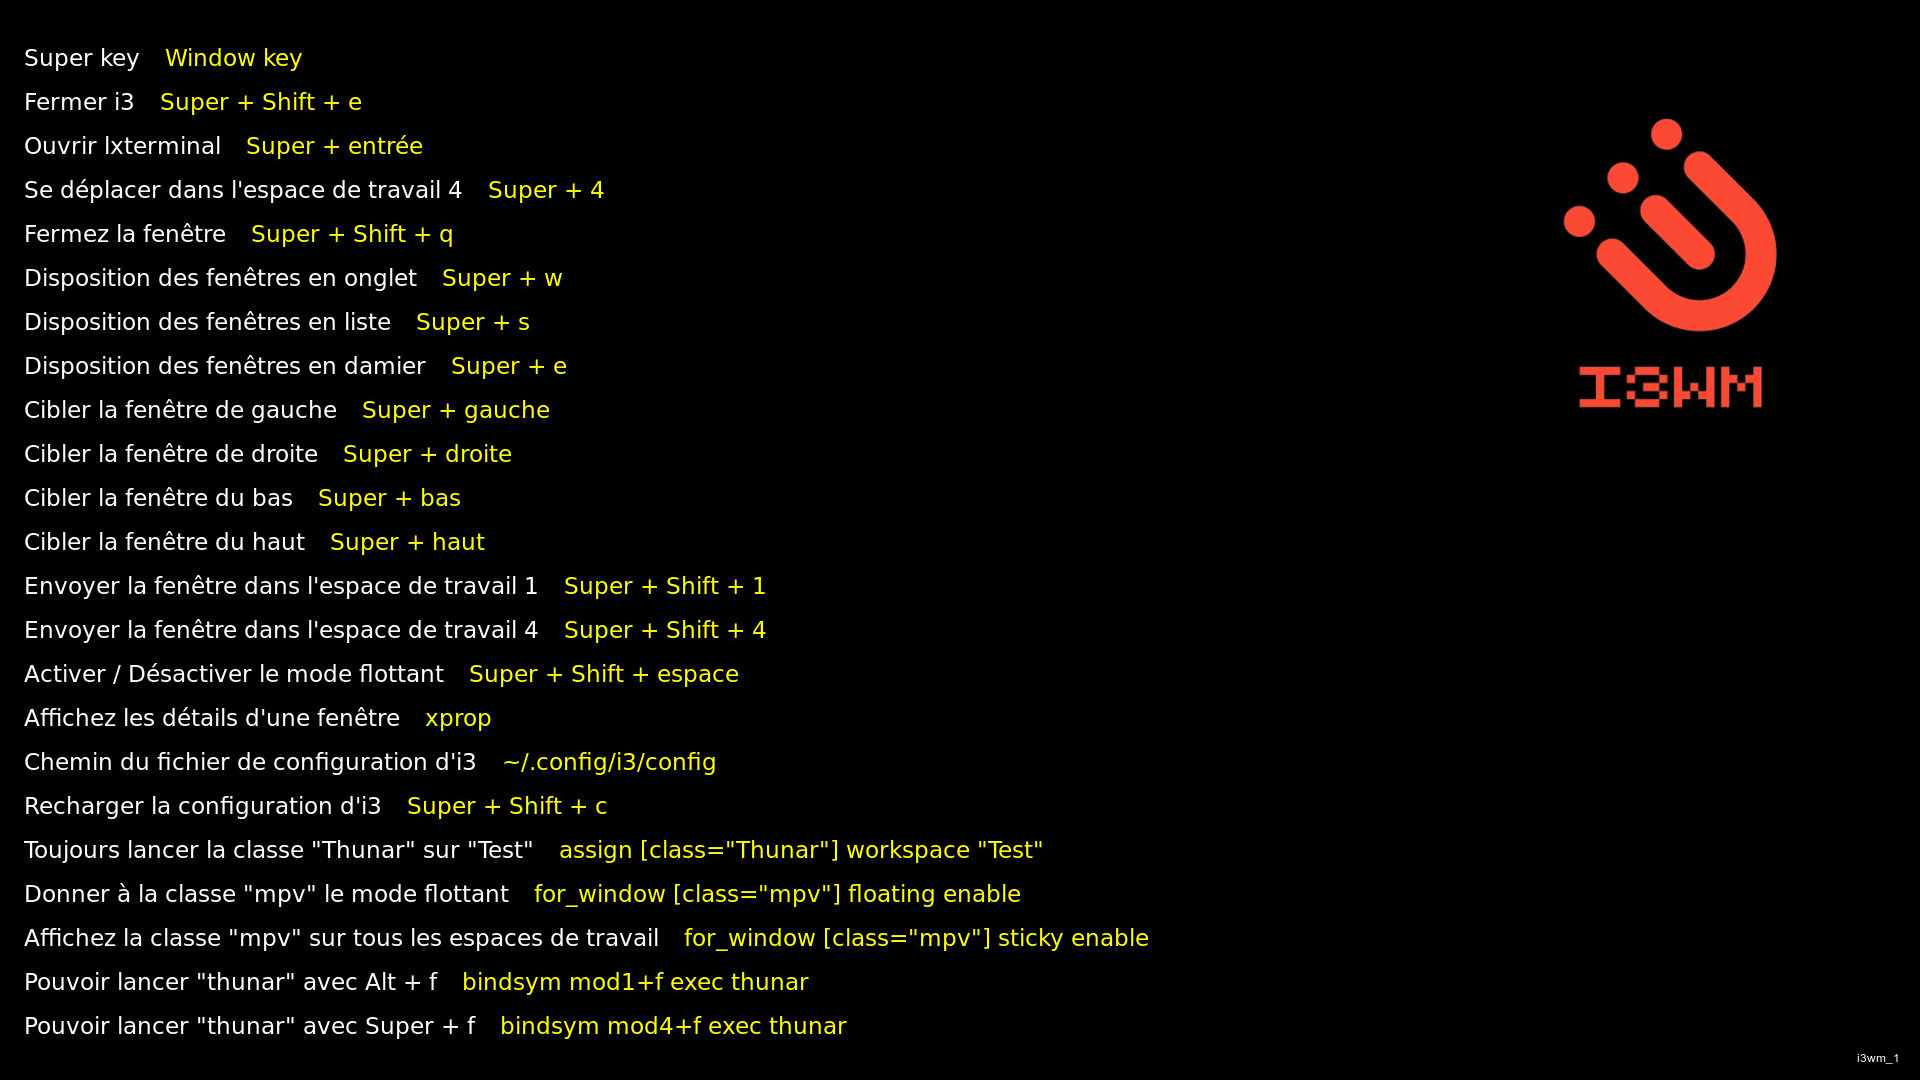 Super key Window key
Fermer i3 Super + Shift + e
Ouvrir lxterminal Super + entrée
Se déplacer dans l'espace de travail 4 Super + 4
Fermez la fenêtre Super + Shift + q
Disposition des fenêtres en onglet Super + w
Disposition des fenêtres en liste Super + s
Disposition des fenêtres en damier Super + e
Cibler la fenêtre de gauche Super + gauche
Cibler la fenêtre de droite Super + droite
Cibler la fenêtre du bas Super + bas
Cibler la fenêtre du haut Super + haut
Envoyer la fenêtre dans l'espace de travail 1 Super + Shift + 1
Envoyer la fenêtre dans l'espace de travail 4 Super + Shift + 4
Activer / Désactiver le mode flottant Super + Shift + espace
Affichez les détails d'une fenêtre xprop
Chemin du fichier de configuration d'i3 ~/.config/i3/config
Recharger la configuration d'i3 Super + Shift + c
Toujours lancer la classe "Thunar" sur "Test" assign [class="Thunar"] workspace "Test"
Donner à la classe "mpv" le mode flottant for_window [class="mpv"] floating enable
Affichez la classe "mpv" sur tous les espaces de travail for_window [class="mpv"] sticky enable
Pouvoir lancer "thunar" avec Alt + f bindsym mod1+f exec thunar
Pouvoir lancer "thunar" avec Super + f bindsym mod4+f exec thunar
I3WM
i3wm_1